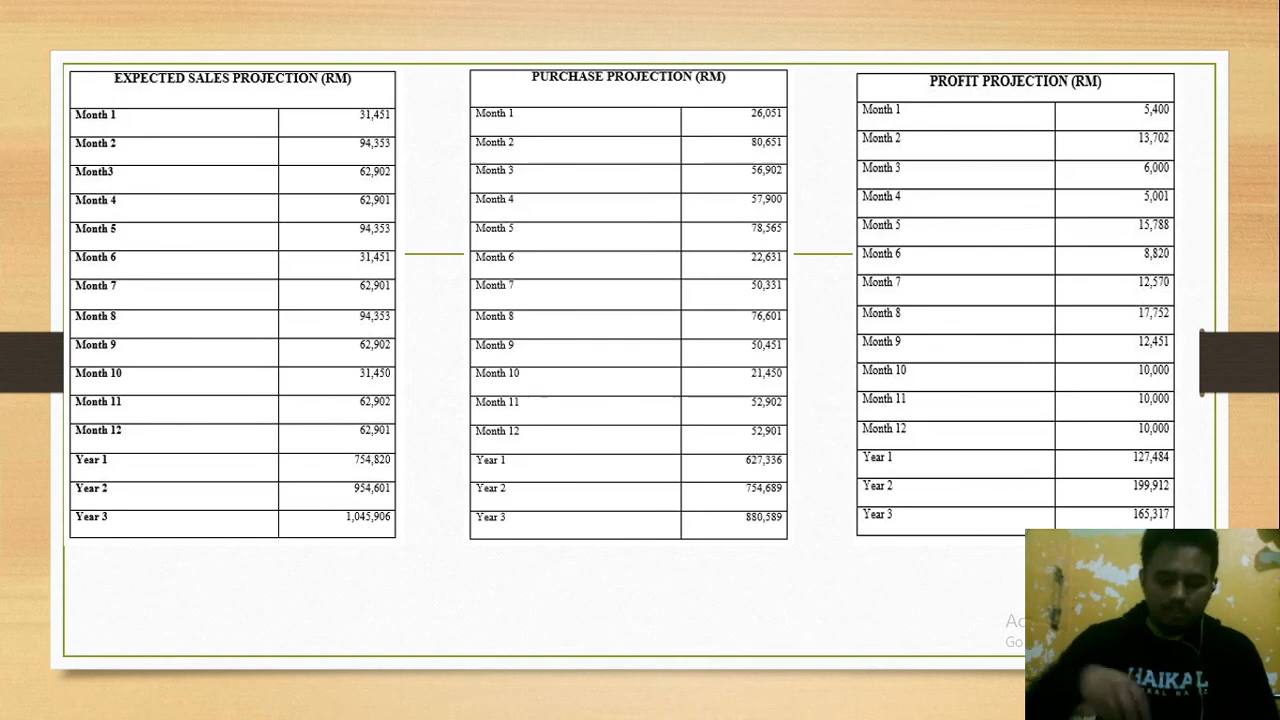 EXPECTED SALES PROJECTION (RM)
Month 1 31,451
Month 2 94,353
Month3 62,902
Month 4 62,901
Month 5 94,353
Month 6 31,451
Month 7 62,901
Month 8 94,353
Month 9 62,902
Month 10 31,450
Month 11 62,902
Month 12 62,901
Year 1 754,820
Year 2 954,601
Year 3 1,045,906
PURCHASE PROJECTION (RM)
Month 1 26,051
Month 2 80,651
Month 3 56,902
Month 4 57,900
Month 5 78,565
Month 6 22,631
Month 7 50,331
Month 8 76,601
Month 9 50,451
Month 10 21,450
Month 11 52,902
Month 12 52,901
Year 1 627,336
Year 2 754,689
Year 3 880,589
PROFIT PROJECTION (RM)
Month 1 5,400
Month 2 13,702
Month 3 6,000
Month 4 5,001
Month 5 15,788
Month 6 8,820
Month 7 12,570
Month 8 17,752
Month 9 12,451
Month 10 10,000
Month 11 10,000
Month 12 10,000
Year 1 127,484
Year 2 199,912
Year 3 165,317
Go
HAIKAL